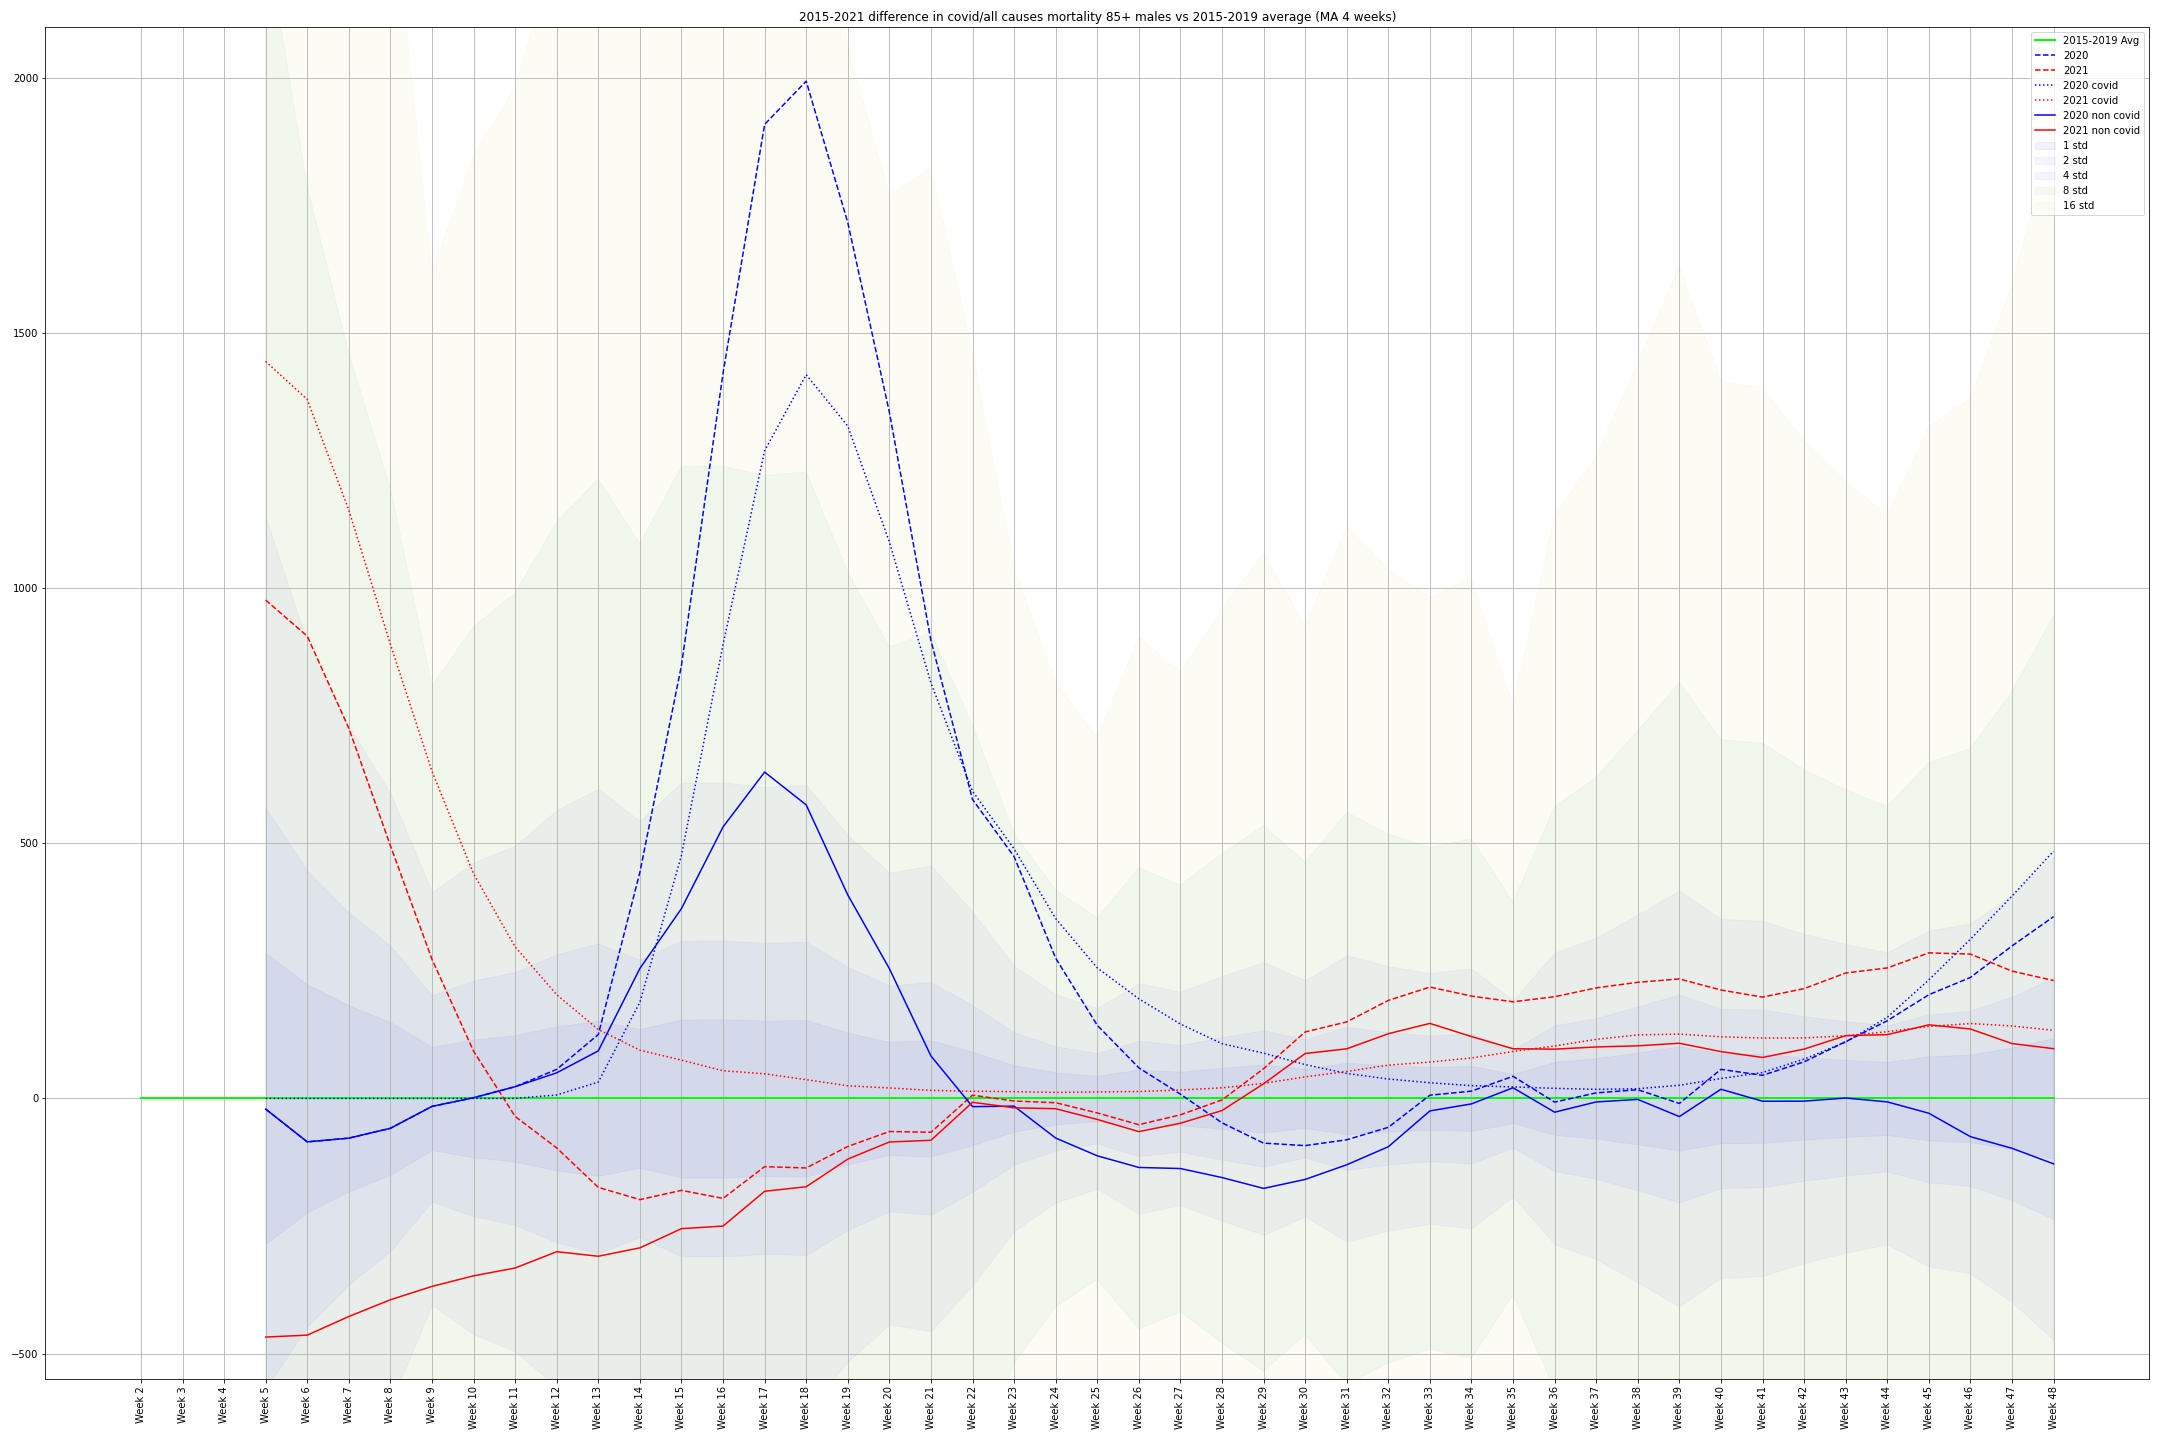 2015-2021 difference in covid/all causes mortality 85+ males vs 2015-2019 average (MA 4 weeks)
2015-2019 Avg
2020
2021
2020 covid
2021 covid
2020 non covid
2021 non covid
1 std
2 std
4 std
8 std
16 std
2000
1500
1000
500
0
−500
Week 2
Week 3
Week 4
Week 5
Week 6
Week 7
Week 8
Week 9
Week 10
Week 11
Week 12
Week 13
Week 14
Week 15
Week 16
Week 17
Week 18
Week 19
Week 20
Week 21
Week 22
Week 23
Week 24
Week 25
Week 26
Week 27
Week 28
Week 29
Week 30
Week 31
Week 32
Week 33
Week 34
Week 35
Week 36
Week 37
Week 38
Week 39
Week 40
Week 41
Week 42
Week 43
Week 44
Week 45
Week 46
Week 47
Week 48